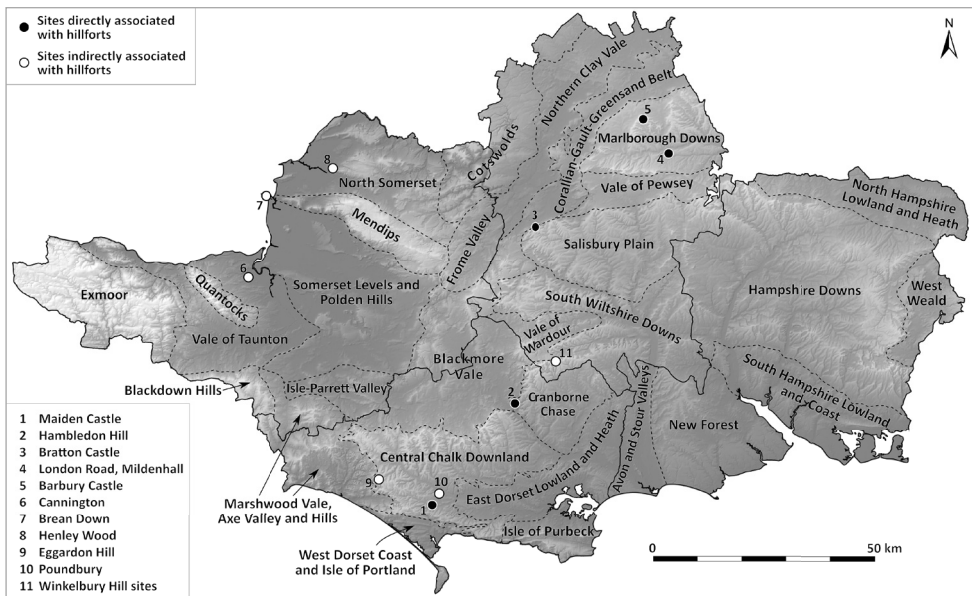 Sites directly associated
with hillforts
Sites indirectly associated
with hillforts
N
Northern Clay Vale
Corallian-Gault-Greensand Belt
Cotswolds
5
Marlborough Downs
4
Vale of Pewsey
8
North Somerset
7
Mendips
Frome Valley
3
Salisbury Plain
North Hampshire
Lowland and Heath
6
Quantocks
Exmoor
Somerset Levels and
Polden Hills
Hampshire Downs
West
Weald
Vale of Taunton
South Wiltshire Downs
Vale of
Wardour
11
Blackmore
Vale
Blackdown Hills
Isle-Parrett Valley
2
Cranborne
Chase
South Hampshire Lowland
and Coast
Avon and Stour Valleys
New Forest
Central Chalk Downland
East Dorset Lowland and Heath
9
10
1
Marshwood Vale,
Axe Valley and Hills
Isle of Purbeck
West Dorset Coast
and Isle of Portland
0
50 km
1 Maiden Castle
2 Hambledon Hill
3 Bratton Castle
4 London Road, Mildenhall
5 Barbury Castle
6 Cannington
7 Brean Down
8 Henley Wood
9 Eggardon Hill
10 Poundbury
11 Winkelbury Hill sites